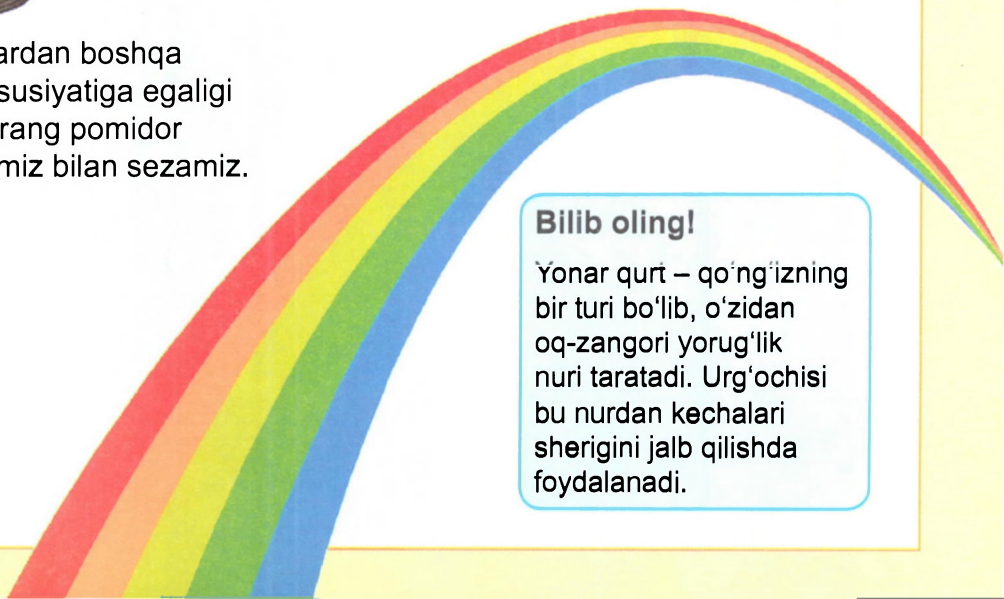 ardan boshqa
susiyatiga egaligi
rang pomidor
miz bilan sezamiz.
Bilib oling!
Yonar qurt – qo‘ng‘izning
bir turi bo‘lib, o‘zidan
oq-zangori yorug‘lik
nuri taratadi. Urg‘ochisi
bu nurdan kechalari
sherigini jalb qilishda
foydalanadi.